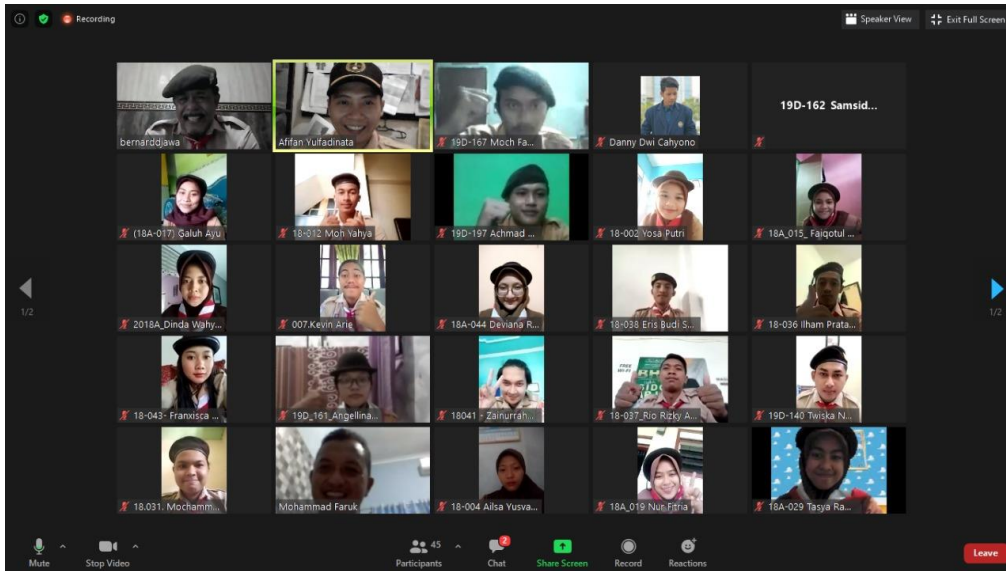 Recording
Speaker View
Exit Full Screen
bernarddjawa
Afifan Yulfadinata
19D-167 Moch Fa...
Danny Dwi Cahyono
19D-162 Samsid...
(18A-017) Galuh Ayu
18-012 Moh Yahya
19D-197 Achmad ...
18-002 Yosa Putri
18A_015_ Faiqotul ...
1/2
1/2
2018A_Dinda Wahy...
007.Kevin Arie
18A-044 Deviana R...
18-038 Eris Budi S...
18-036 Ilham Prata...
18-043- Franxisca ...
19D_161_Angellina...
18041 - Zainurrah...
18-037_Rio Rizky A...
19D-140 Twiska N...
18.031. Mochamm...
Mohammad Faruk
18-004 Ailsa Yusva...
18A_019 Nur Fitria
18A-029 Tasya Ra...
Mute
Stop Video
Participants
45
Chat
2
Share Screen
Record
Reactions
Leave